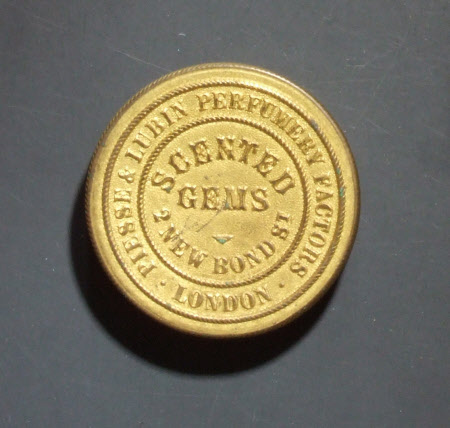 PIESSE & LUBIN PERFUMERY FACTORS
· LONDON ·
SCENTED
GEMS
2 NEW BOND ST